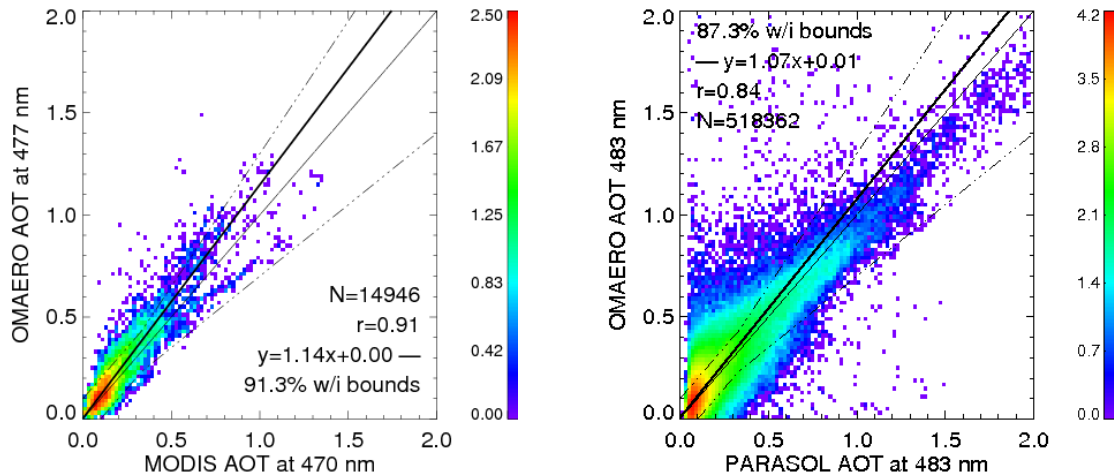 2.0
1.5
1.0
0.5
0.0
OMAERO AOT at 477 nm
N=14946
r=0.91
y=1.14x+0.00 —
91.3% w/i bounds
0.0 0.5 1.0 1.5 2.0
MODIS AOT at 470 nm
2.50
2.09
1.67
1.25
0.83
0.42
0.00
2.0
1.5
1.0
0.5
0.0
OMAERO AOT 483 nm
87.3% w/i bounds
— y=1.07x+0.01
r=0.84
N=518362
0.0 0.5 1.0 1.5 2.0
PARASOL AOT at 483 nm
4.2
3.5
2.8
2.1
1.4
0.7
0.0